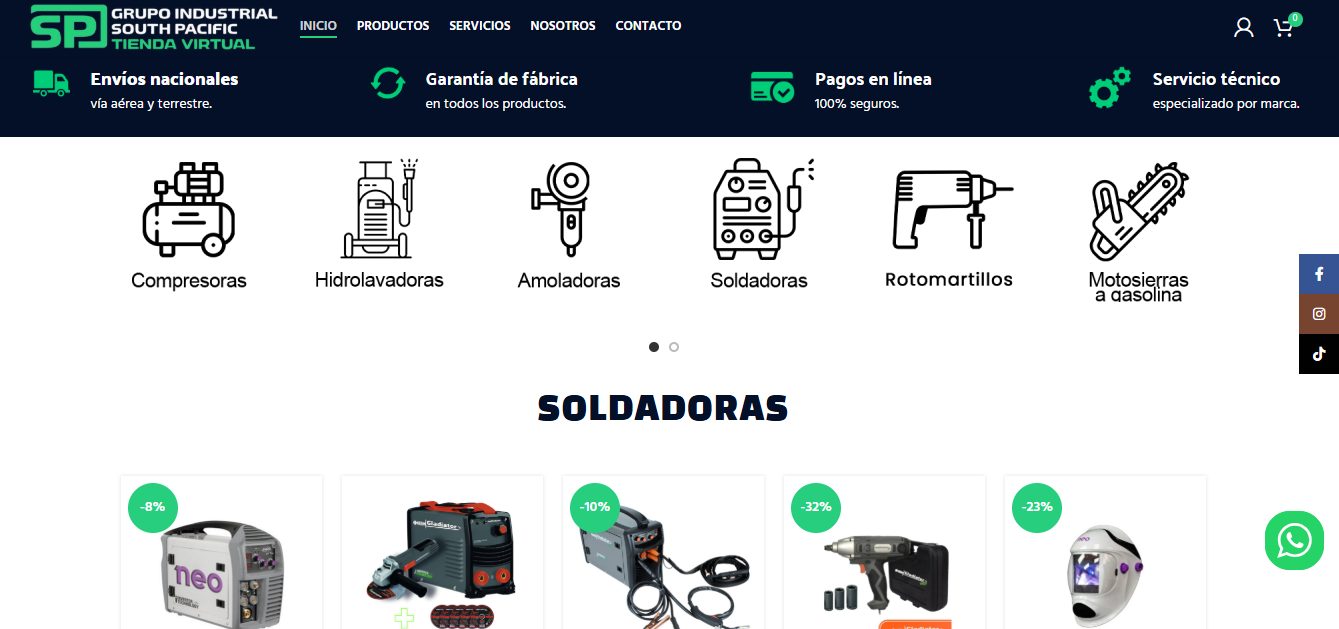 SPI GRUPO INDUSTRIAL
SOUTH PACIFIC
TIENDA VIRTUAL
INICIO PRODUCTOS SERVICIOS NOSOTROS CONTACTO
0
Envíos nacionales
vía aérea y terrestre.
Garantía de fábrica
en todos los productos.
Pagos en línea
100% seguros.
Servicio técnico
especializado por marca.
Compresoras
Hidrolavadoras
Amoladoras
Soldadoras
Rotomartillos
Motosierras
a gasolina
SOLDADORAS
-8%
-10%
-32%
-23%
neo
Gladiator
neo